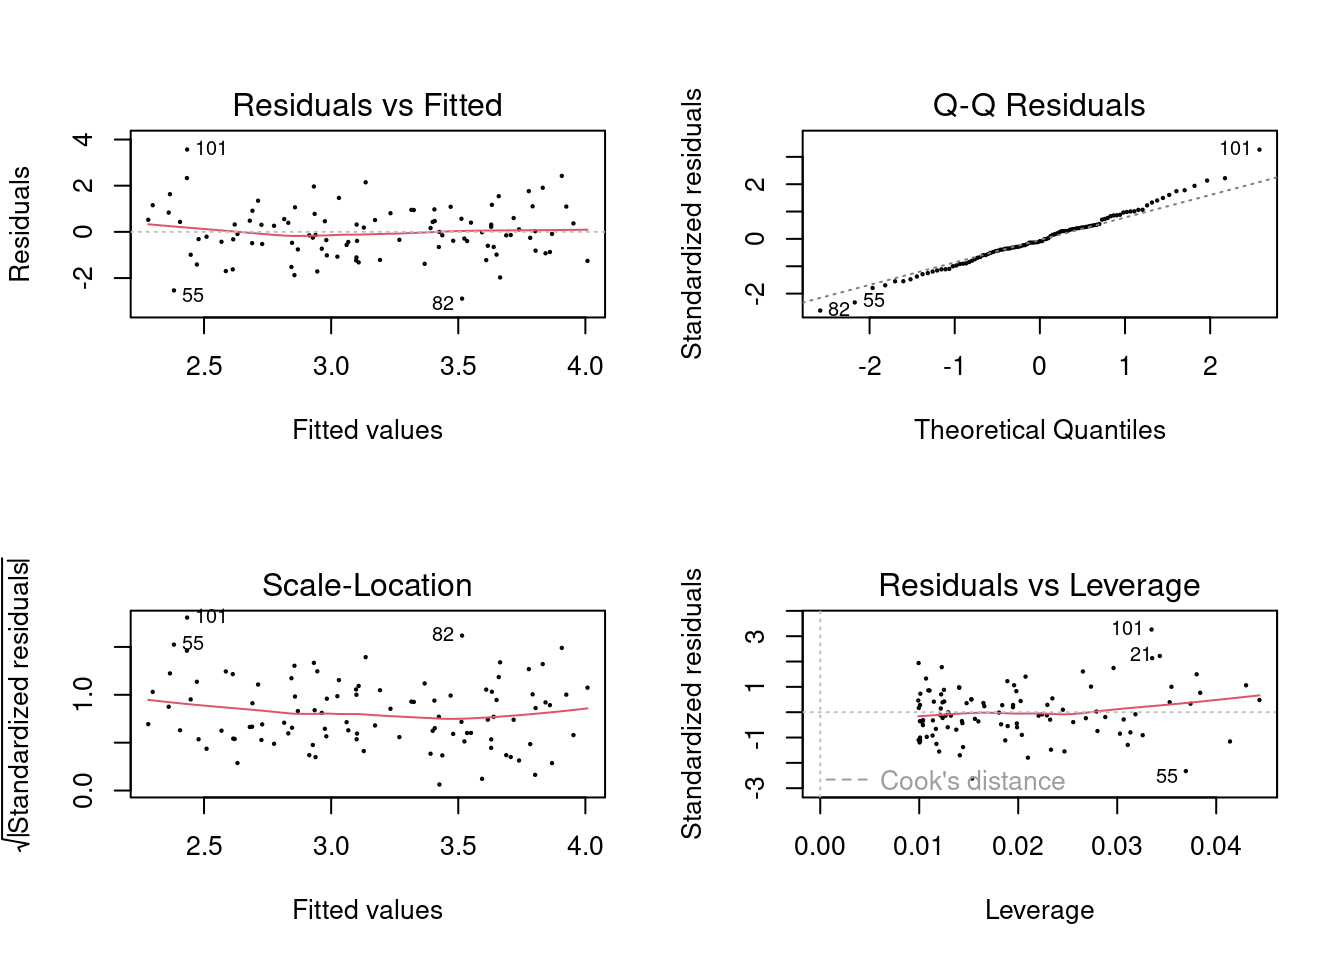 Residuals vs Fitted
Residuals
4
2
0
-2
101
55
82
2.5 3.0 3.5 4.0
Fitted values
Q-Q Residuals
Standardized residuals
2
0
-2
101
82
55
-2 -1 0 1 2
Theoretical Quantiles
Scale-Location
√|Standardized residuals|
1.0
0.0
101
55
82
2.5 3.0 3.5 4.0
Fitted values
Residuals vs Leverage
Standardized residuals
3
1
-1
-3
101
21
55
Cook's distance
0.00 0.01 0.02 0.03 0.04
Leverage